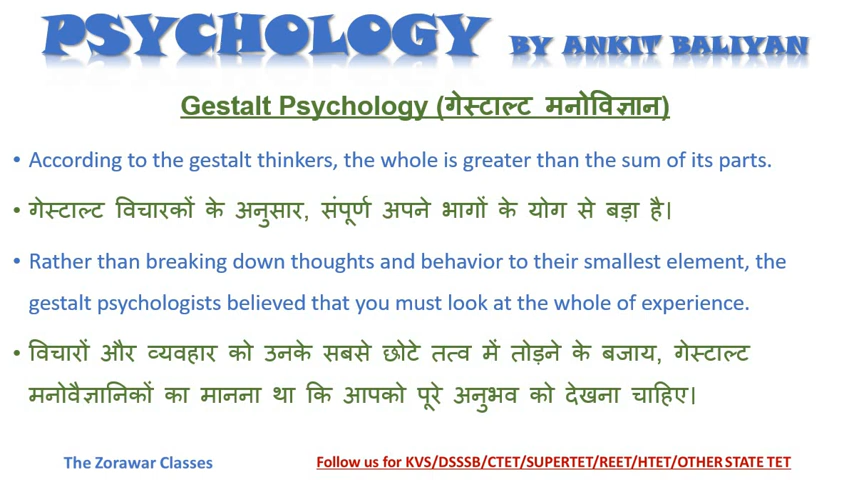 PSYCHOLOGY BY ANKIT BALIYAN
Gestalt Psychology (गेस्टाल्ट मनोविज्ञान)
• According to the gestalt thinkers, the whole is greater than the sum of its parts.
• गेस्टाल्ट विचारकों के अनुसार, संपूर्ण अपने भागों के योग से बड़ा है।
• Rather than breaking down thoughts and behavior to their smallest element, the
gestalt psychologists believed that you must look at the whole of experience.
• विचारों और व्यवहार को उनके सबसे छोटे तत्व में तोड़ने के बजाय, गेस्टाल्ट
मनोवैज्ञानिकों का मानना था कि आपको पूरे अनुभव को देखना चाहिए।
The Zorawar Classes Follow us for KVS/DSSSB/CTET/SUPERTET/REET/HTET/OTHER STATE TET